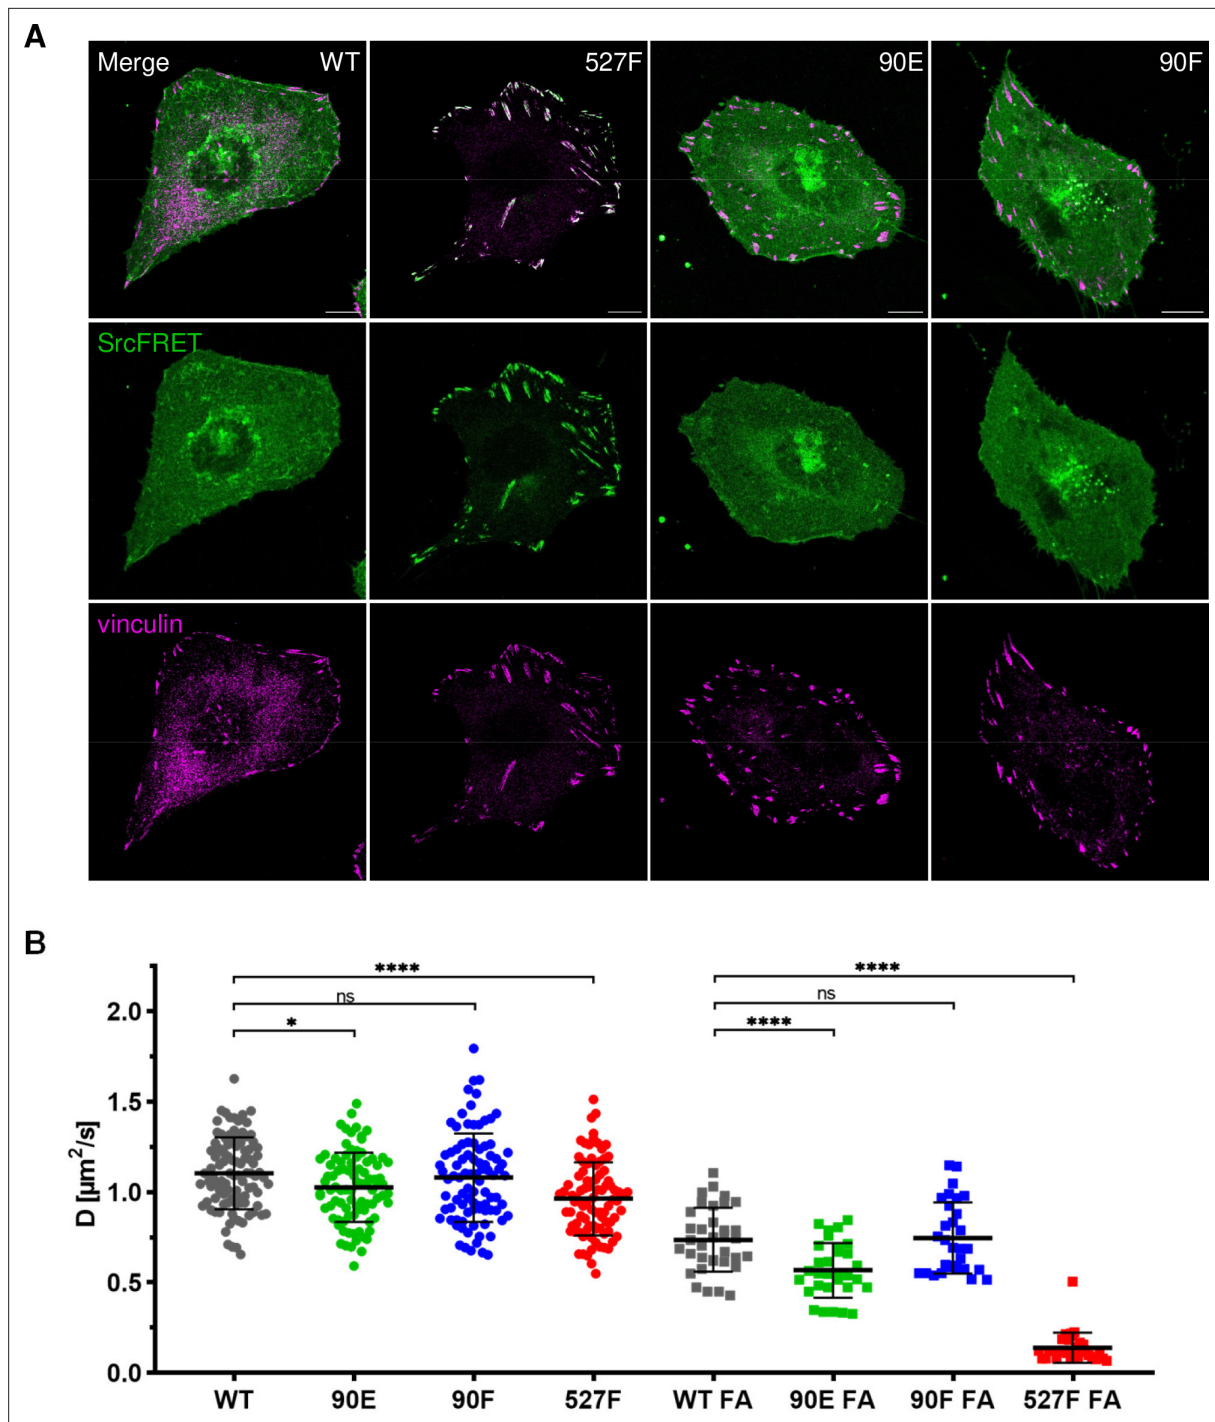 A
Merge WT
527F
90E
90F
SrcFRET
vinculin
B
**** ****
ns ns
* ****
D [µm²/s]
2.0
1.5
1.0
0.5
0.0
WT 90E 90F 527F WT FA 90E FA 90F FA 527F FA